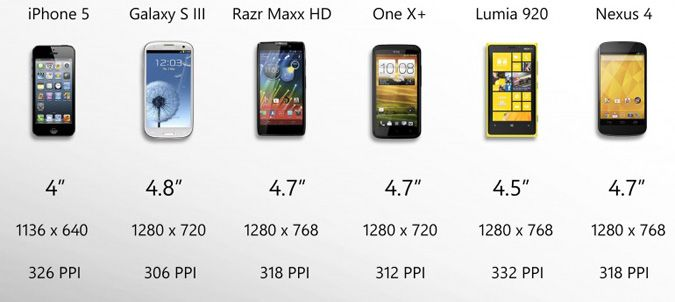 iPhone 5 Galaxy S III Razr Maxx HD One X+ Lumia 920 Nexus 4
4” 4.8” 4.7” 4.7” 4.5” 4.7”
1136 x 640 1280 x 720 1280 x 768 1280 x 720 1280 x 768 1280 x 768
326 PPI 306 PPI 318 PPI 312 PPI 332 PPI 318 PPI